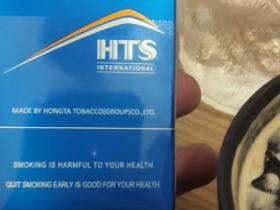 HTS
INTERNATIONAL
MADE BY HONGTA TOBACCO(GROUP)CO.,LTD.
SMOKING IS HARMFUL TO YOUR HEALTH
QUIT SMOKING EARLY IS GOOD FOR YOUR HEALTH